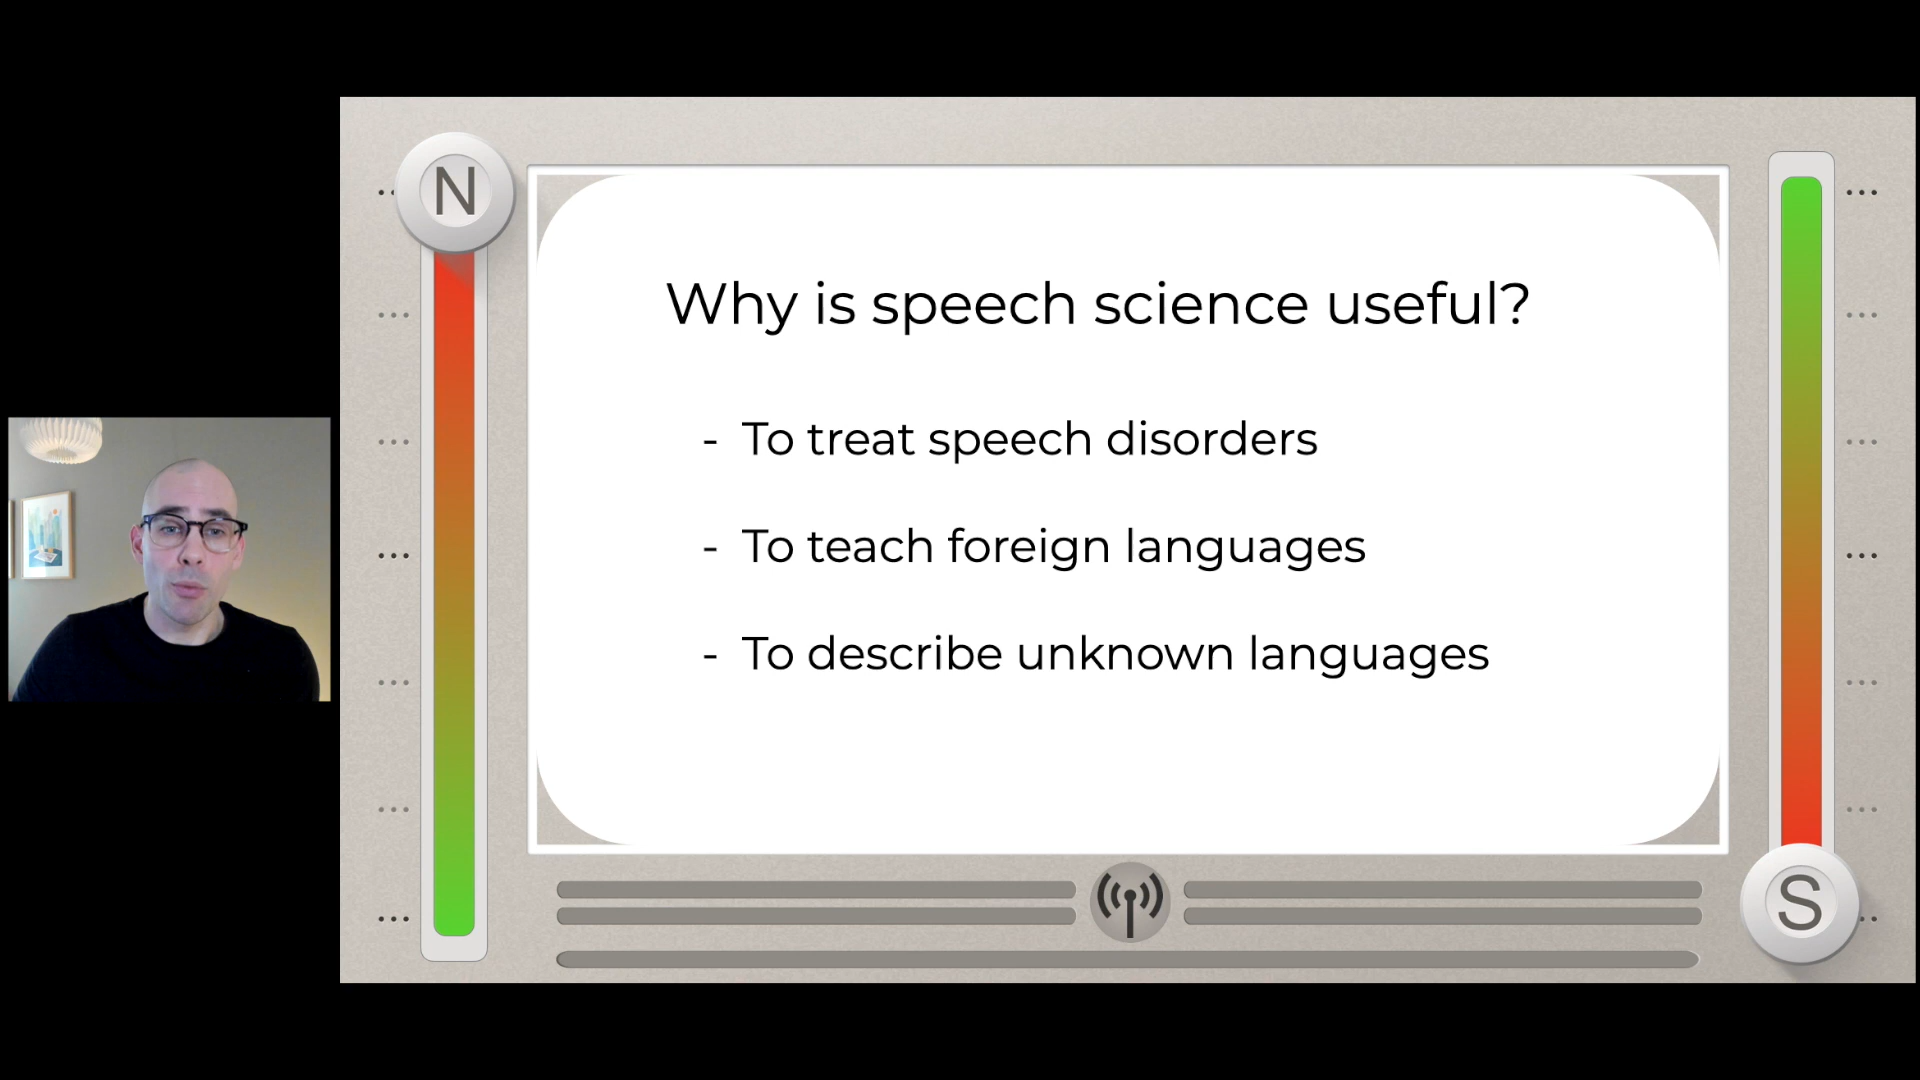 N
Why is speech science useful?
- To treat speech disorders
- To teach foreign languages
- To describe unknown languages
S